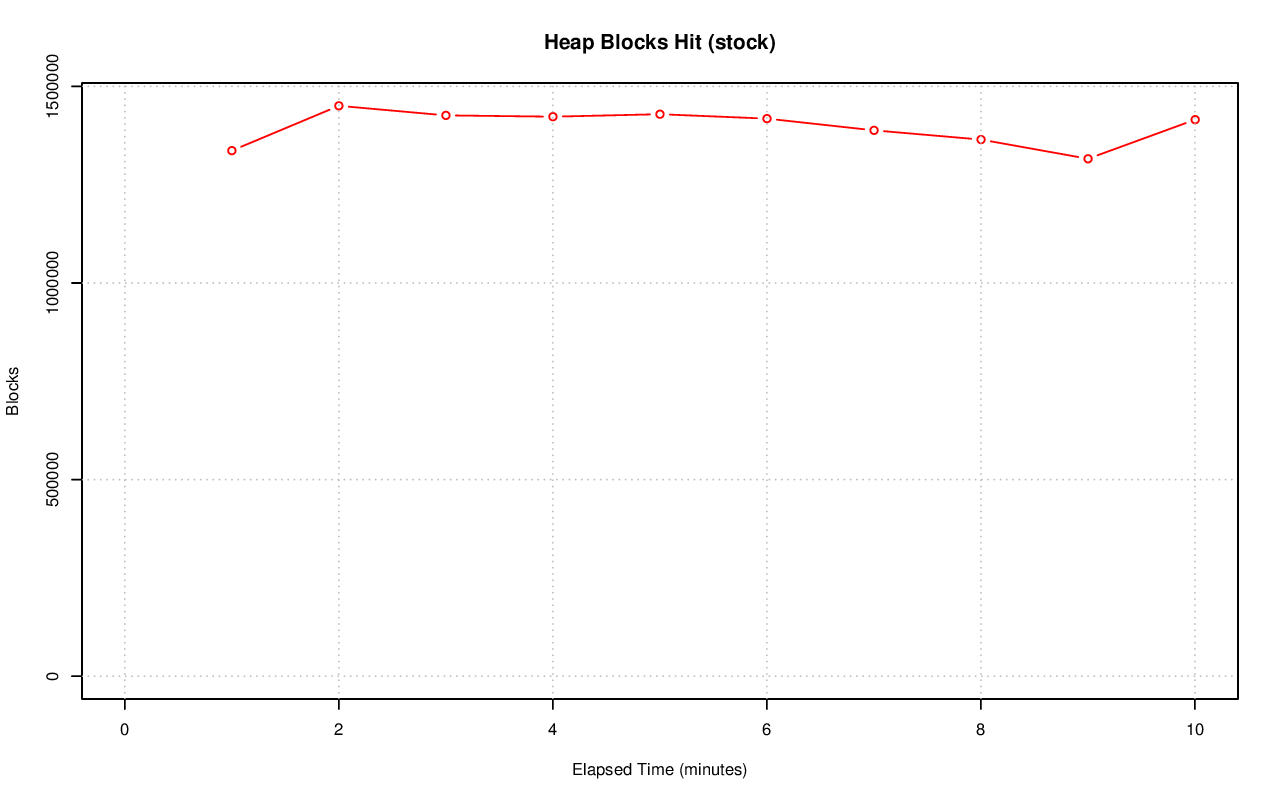 Heap Blocks Hit (stock)
Blocks
1500000
1000000
500000
0
0 2 4 6 8 10
Elapsed Time (minutes)